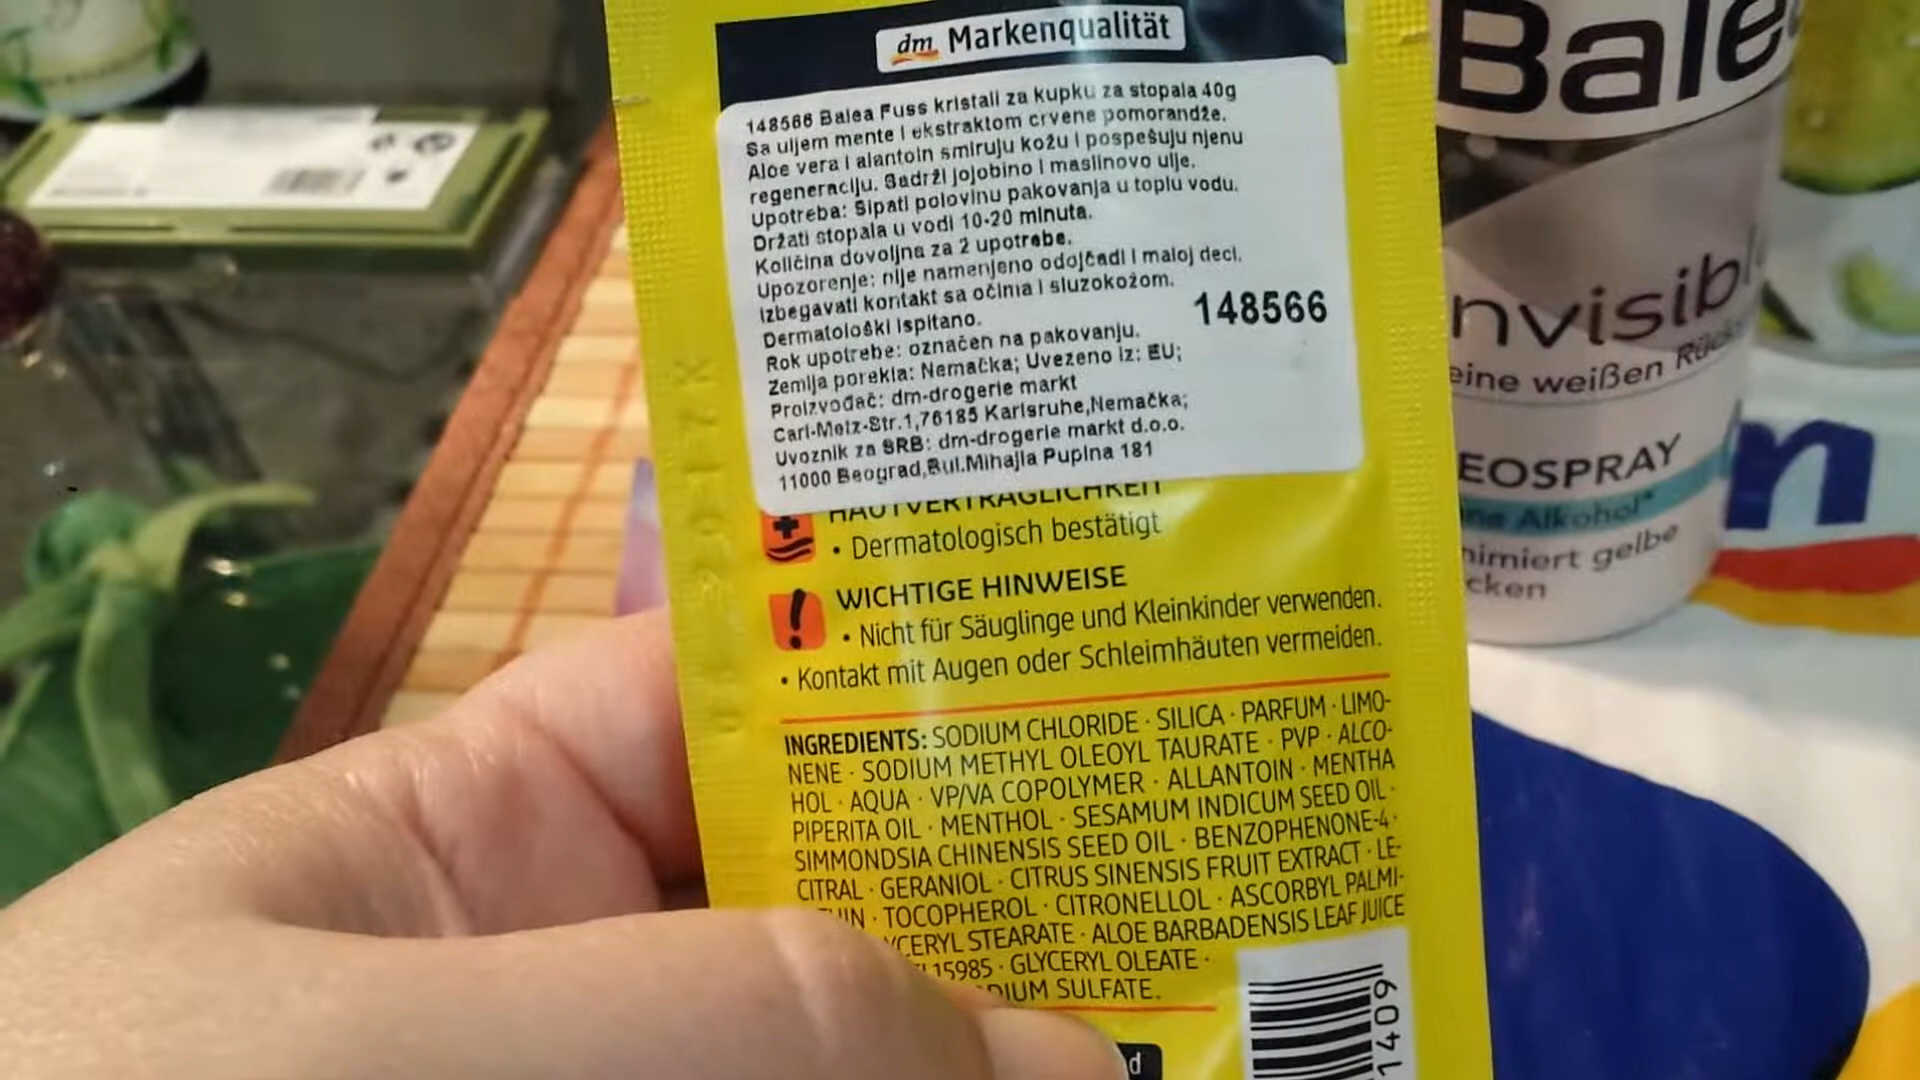 dm Markenqualität
148566 Balea Fuss kristali za kupku za stopala 40g
Sa uljem mente i ekstraktom crvene pomorandže.
Aloe vera i alantoin smiruju kožu i pospešuju njenu
regeneraciju. Sadrži jojobino i maslinovo ulje.
Upotreba: Sipati polovinu pakovanja u toplu vodu.
Držati stopala u vodi 10-20 minuta.
Količina dovoljna za 2 upotrebe.
Upozorenje: nije namenjeno odojčadi i maloj deci.
Izbegavati kontakt sa očima i sluzokožom.
Dermatološki ispitano.
148566
Rok upotrebe: označen na pakovanju.
Zemlja porekla: Nemačka; Uvezeno iz: EU;
Proizvođač: dm-drogerie markt
Carl-Metz-Str.1,76185 Karlsruhe,Nemačka;
Uvoznik za SRB: dm-drogerie markt d.o.o.
11000 Beograd,Bul.Mihajla Pupina 181
HAUTVERTRÄGLICHKEIT
• Dermatologisch bestätigt
WICHTIGE HINWEISE
• Nicht für Säuglinge und Kleinkinder verwenden.
• Kontakt mit Augen oder Schleimhäuten vermeiden.
INGREDIENTS: SODIUM CHLORIDE · SILICA · PARFUM · LIMO-
NENE · SODIUM METHYL OLEOYL TAURATE · PVP · ALCO-
HOL · AQUA · VP/VA COPOLYMER · ALLANTOIN · MENTHA
PIPERITA OIL · MENTHOL · SESAMUM INDICUM SEED OIL ·
SIMMONDSIA CHINENSIS SEED OIL · BENZOPHENONE-4 ·
CITRAL · GERANIOL · CITRUS SINENSIS FRUIT EXTRACT · LE-
HIN · TOCOPHEROL · CITRONELLOL · ASCORBYL PALMI-
YCERYL STEARATE · ALOE BARBADENSIS LEAF JUICE
15985 · GLYCERYL OLEATE ·
DIUM SULFATE.
1409
d
Balea
nvisibl
eine weißen Rück
EOSPRAY
ne Alkohol*
nimiert gelbe
cken
m